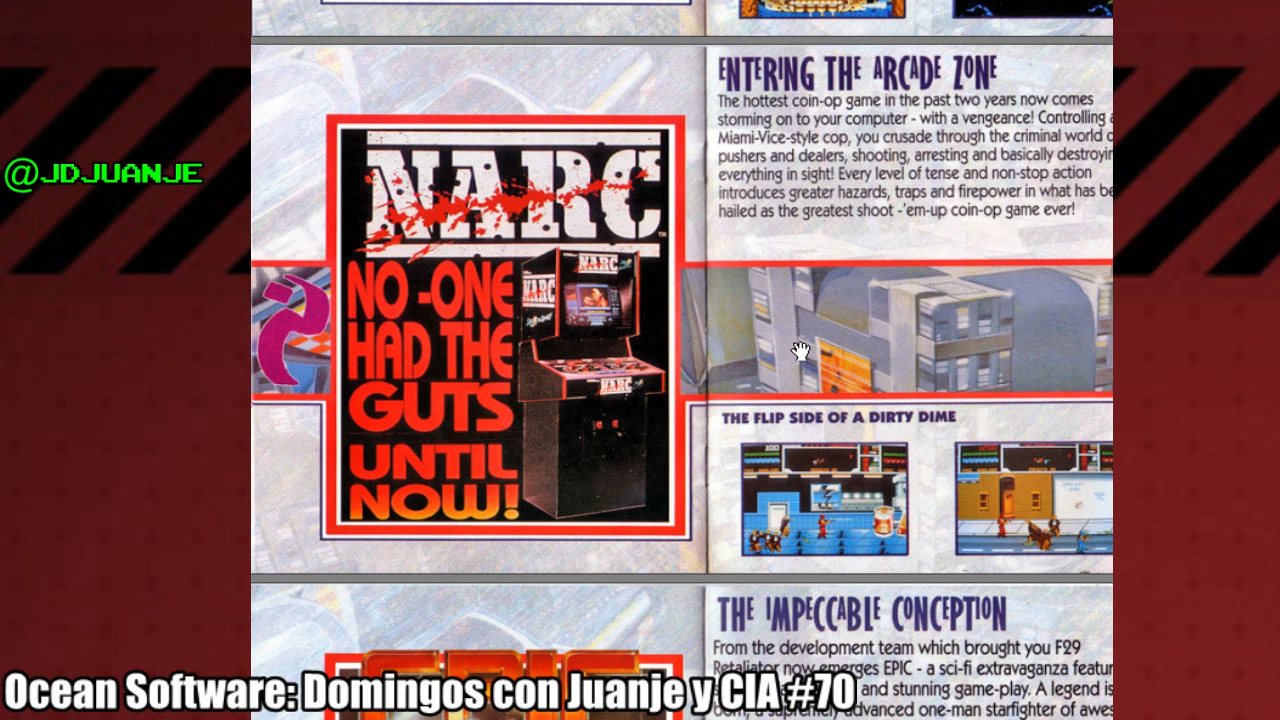 ENTERING THE ARCADE ZONE
The hottest coin-op game in the past two years now comes
storming on to your computer - with a vengeance! Controlling a
Miami-Vice-style cop, you crusade through the criminal world o
pushers and dealers, shooting, arresting and basically destroyin
everything in sight! Every level of tense and non-stop action
introduces greater hazards, traps and firepower in what has be
hailed as the greatest shoot -'em-up coin-op game ever!
@JDJUANJE
NARC
TM
NO-ONE
HAD THE
GUTS
UNTIL
NOW!
NARC
NARC
NARC
THE FLIP SIDE OF A DIRTY DIME
THE IMPECCABLE CONCEPTION
From the development team which brought you F29
Retaliator now emerges EPIC - a sci-fi extravaganza featur
and stunning game-play. A legend is
advanced one-man starfighter of awes
EPIC
Ocean Software: Domingos con Juanje y CIA #70